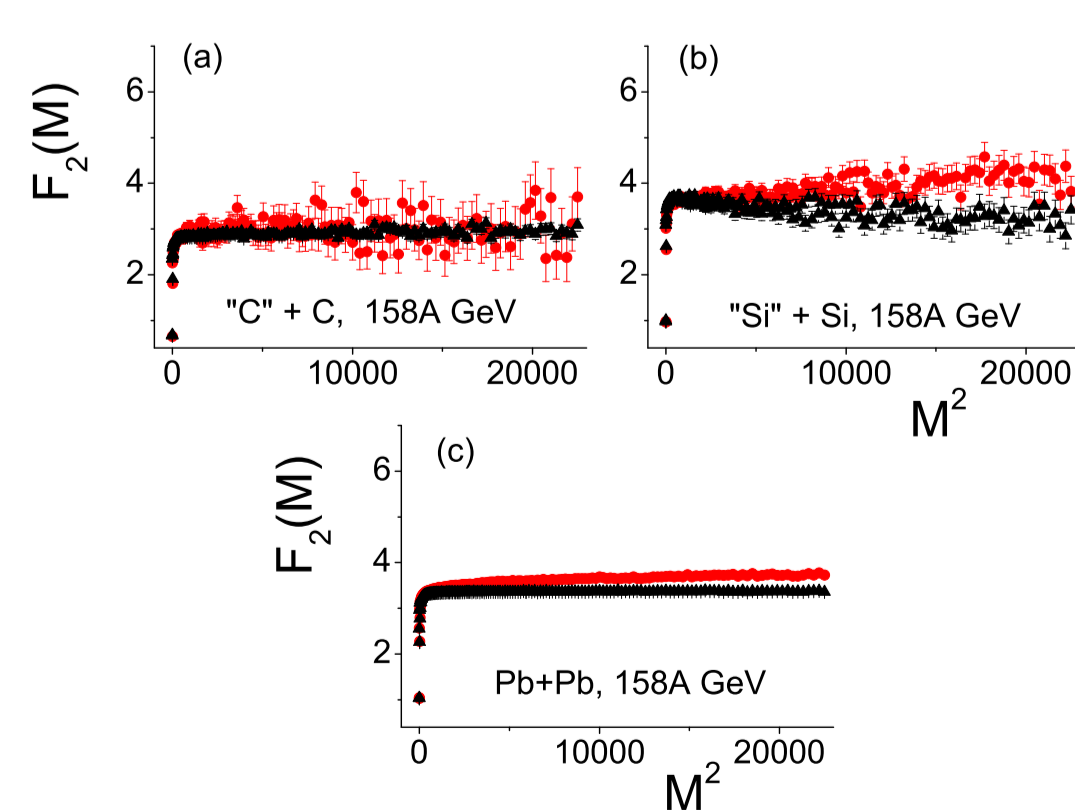 (a)
F₂(M)
6
4
2
"C" + C, 158A GeV
0 10000 20000
(b)
6
4
2
"Si" + Si, 158A GeV
0 10000 20000
M²
(c)
F₂(M)
6
4
2
Pb+Pb, 158A GeV
0 10000 20000
M²